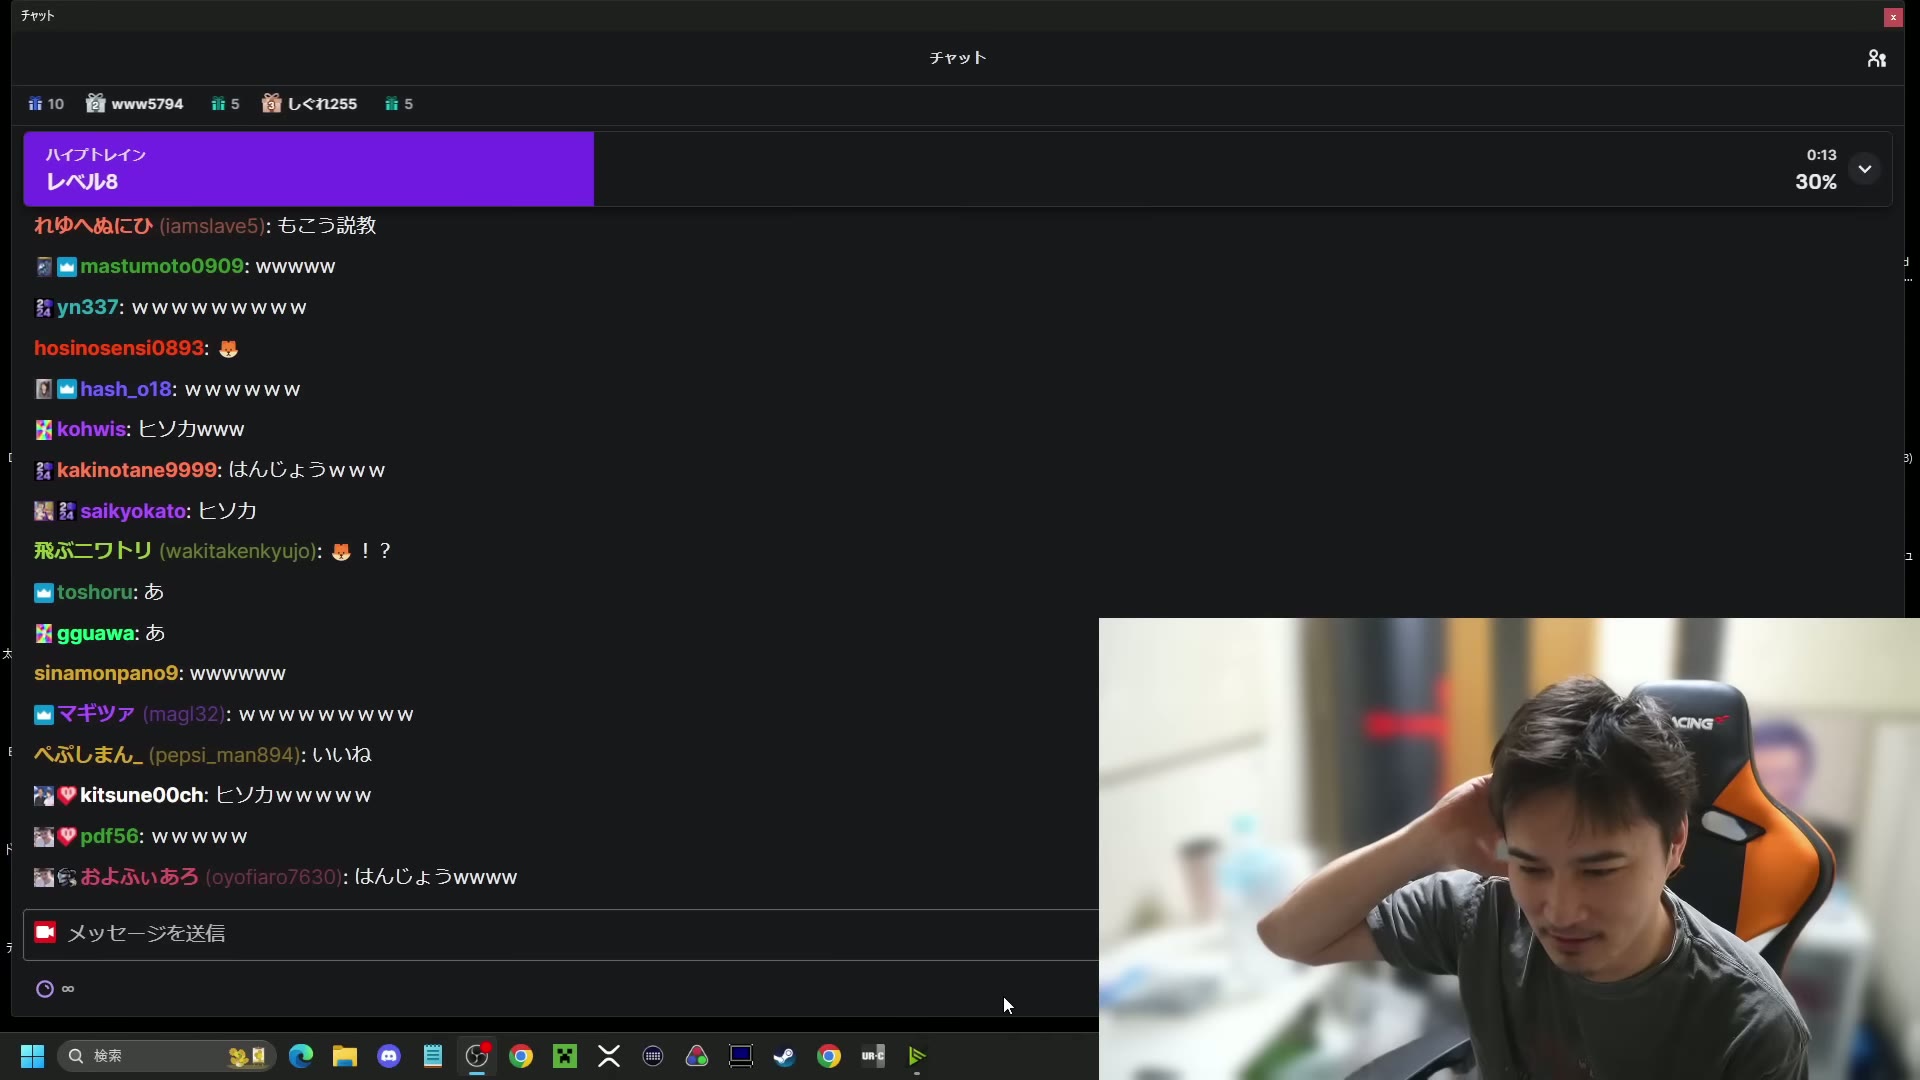 チャット
チャット
10 2 www5794 5 3 しぐれ255 5
ハイプトレイン
レベル8
0:13
30%
れゆへぬにひ (iamslave5): もこう説教
mastumoto0909: wwwww
yn337: ｗｗｗｗｗｗｗｗｗ
hosinosensi0893:
hash_o18: ｗｗｗｗｗｗ
kohwis: ヒソカwww
kakinotane9999: はんじょうｗｗｗ
saikyokato: ヒソカ
飛ぶニワトリ (wakitakenkyujo): ！？
toshoru: あ
gguawa: あ
sinamonpano9: wwwwww
マギツァ (magl32): ｗｗｗｗｗｗｗｗｗ
ぺぷしまん_ (pepsi_man894): いいね
kitsune00ch: ヒソカｗｗｗｗｗ
pdf56: ｗｗｗｗｗ
およふぃあろ (oyofiaro7630): はんじょうwwww
メッセージを送信
∞
検索
UR-C